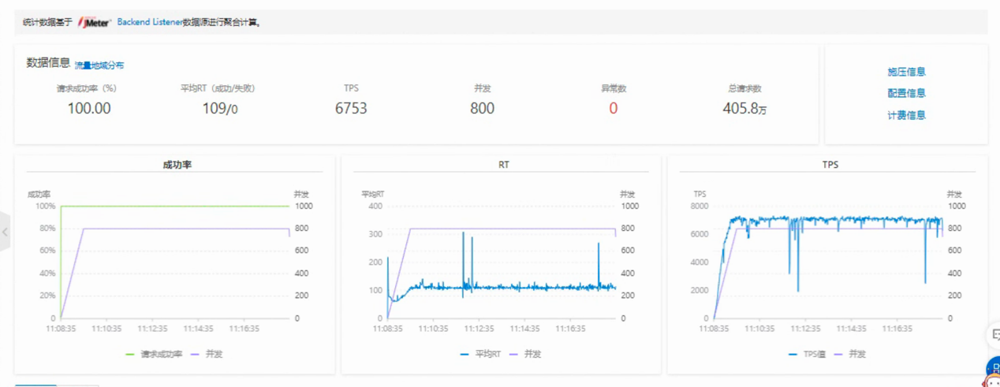 统计数据基于 JMeter Backend Listener数据源进行聚合计算。
数据信息 流量地域分布
请求成功率 (%) 平均RT (成功/失败) TPS 并发 异常数 总请求数
100.00 109/0 6753 800 0 405.8万
施压信息
配置信息
计费信息
成功率
成功率 并发
100% 1000
80% 800
60% 600
40% 400
20% 200
0 0
11:08:35 11:10:35 11:12:35 11:14:35 11:16:35
请求成功率 并发
RT
平均RT 并发
400 1000
300 800
600
200 400
100 200
0 0
11:08:35 11:10:35 11:12:35 11:14:35 11:16:35
平均RT 并发
TPS
TPS 并发
8000 1000
6000 800
600
4000 400
2000 200
0 0
11:08:35 11:10:35 11:12:35 11:14:35 11:16:35
TPS值 并发